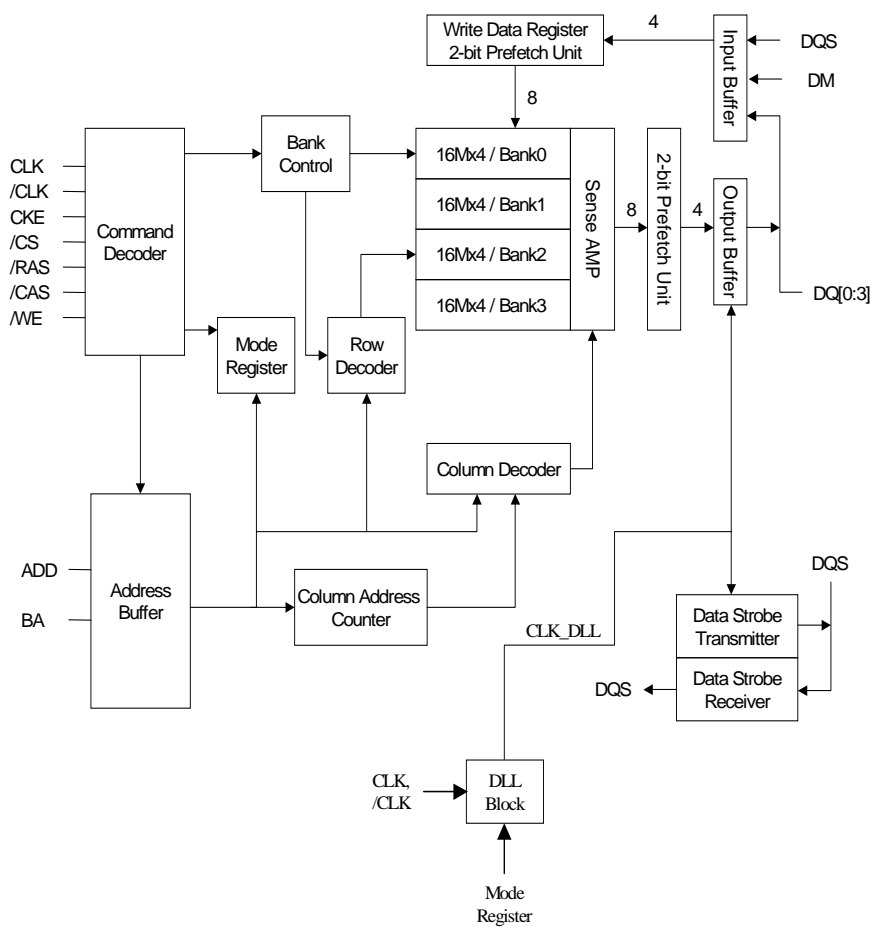 Write Data Register
2-bit Prefetch Unit
4
Input Buffer
DQS
DM
8
Bank
Control
16Mx4 / Bank0
16Mx4 / Bank1
16Mx4 / Bank2
16Mx4 / Bank3
Sense AMP
8
2-bit Prefetch Unit
4
Output Buffer
DQ[0:3]
CLK
/CLK
CKE
/CS
/RAS
/CAS
/WE
Command
Decoder
Mode
Register
Row
Decoder
Column Decoder
ADD
BA
Address
Buffer
Column Address
Counter
CLK_DLL
DQS
Data Strobe
Transmitter
Data Strobe
Receiver
DQS
CLK,
/CLK
DLL
Block
Mode
Register